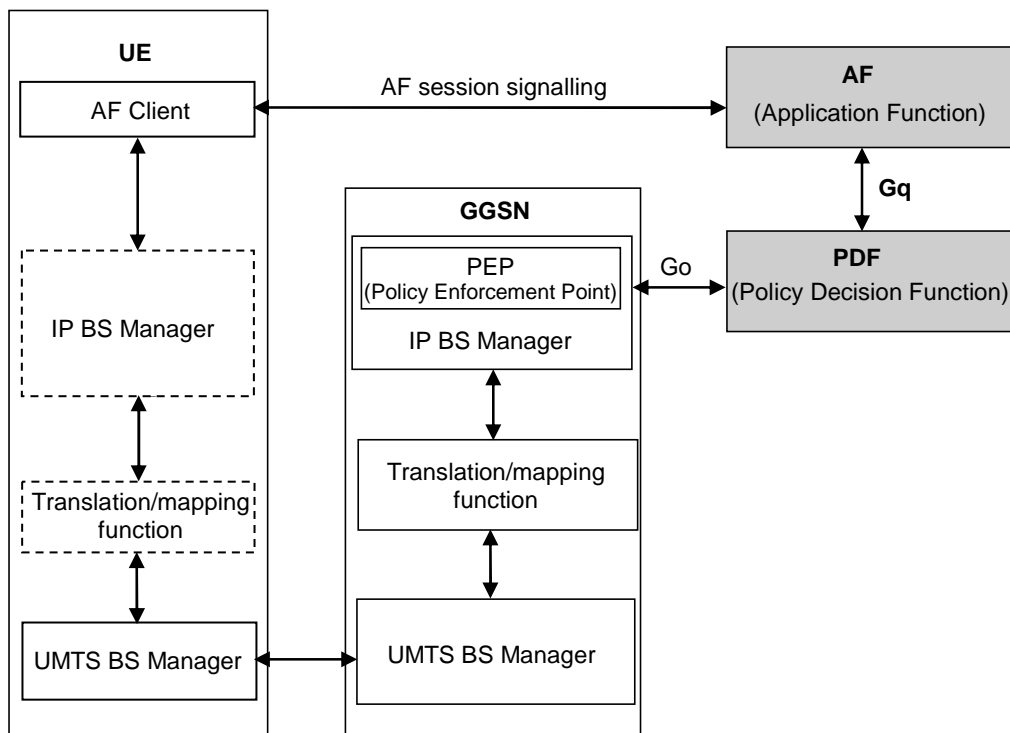 UE
AF Client
IP BS Manager
Translation/mapping
function
UMTS BS Manager
AF session signalling
AF
(Application Function)
Gq
GGSN
PEP
(Policy Enforcement Point)
IP BS Manager
Go
PDF
(Policy Decision Function)
Translation/mapping
function
UMTS BS Manager